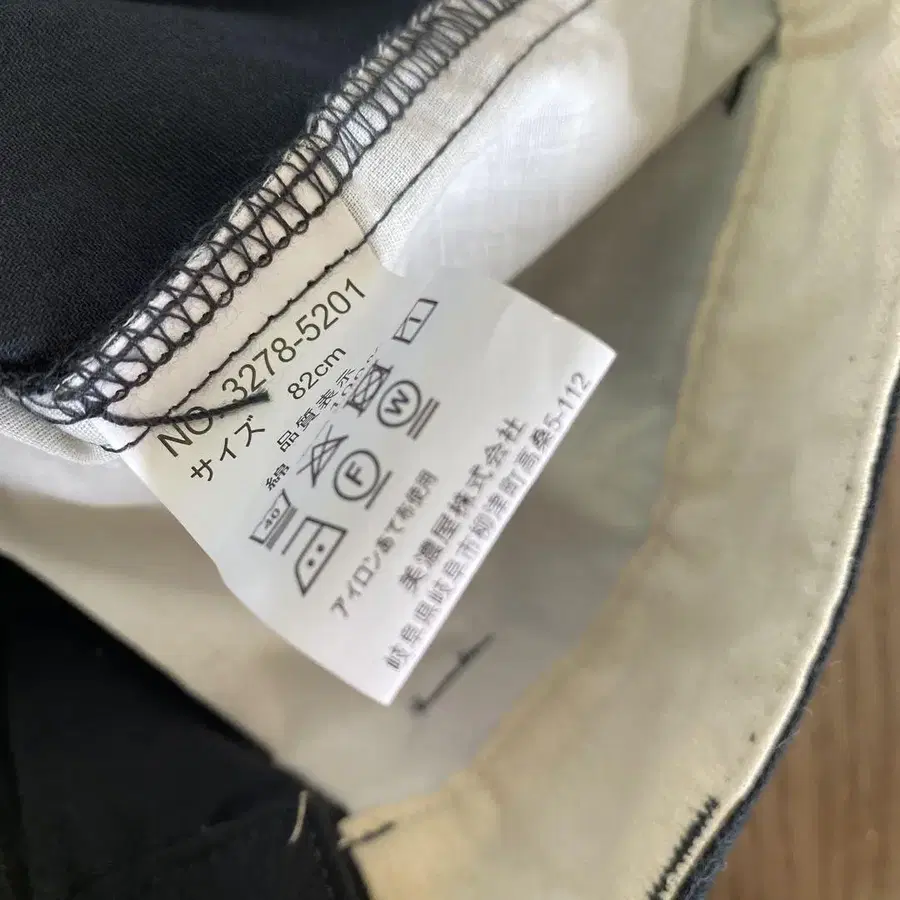 NO. 3278-5201
サイズ 82cm
品質表示
綿 100%
40
F
W
アイロンあて布使用
美濃屋株式会社
岐阜県岐阜市柳津町高桑5-112